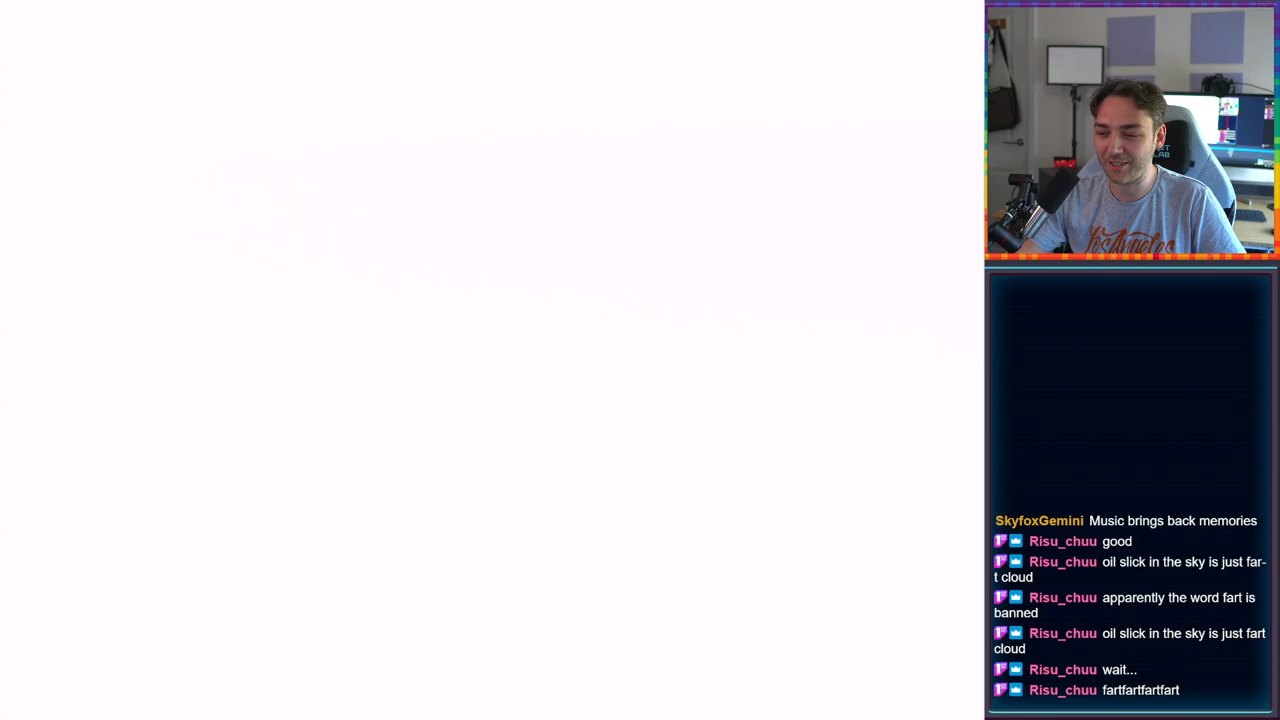 Los Angeles
SkyfoxGemini Music brings back memories
Risu_chuu good
Risu_chuu oil slick in the sky is just far-
t cloud
Risu_chuu apparently the word fart is
banned
Risu_chuu oil slick in the sky is just fart
cloud
Risu_chuu wait...
Risu_chuu fartfartfartfart